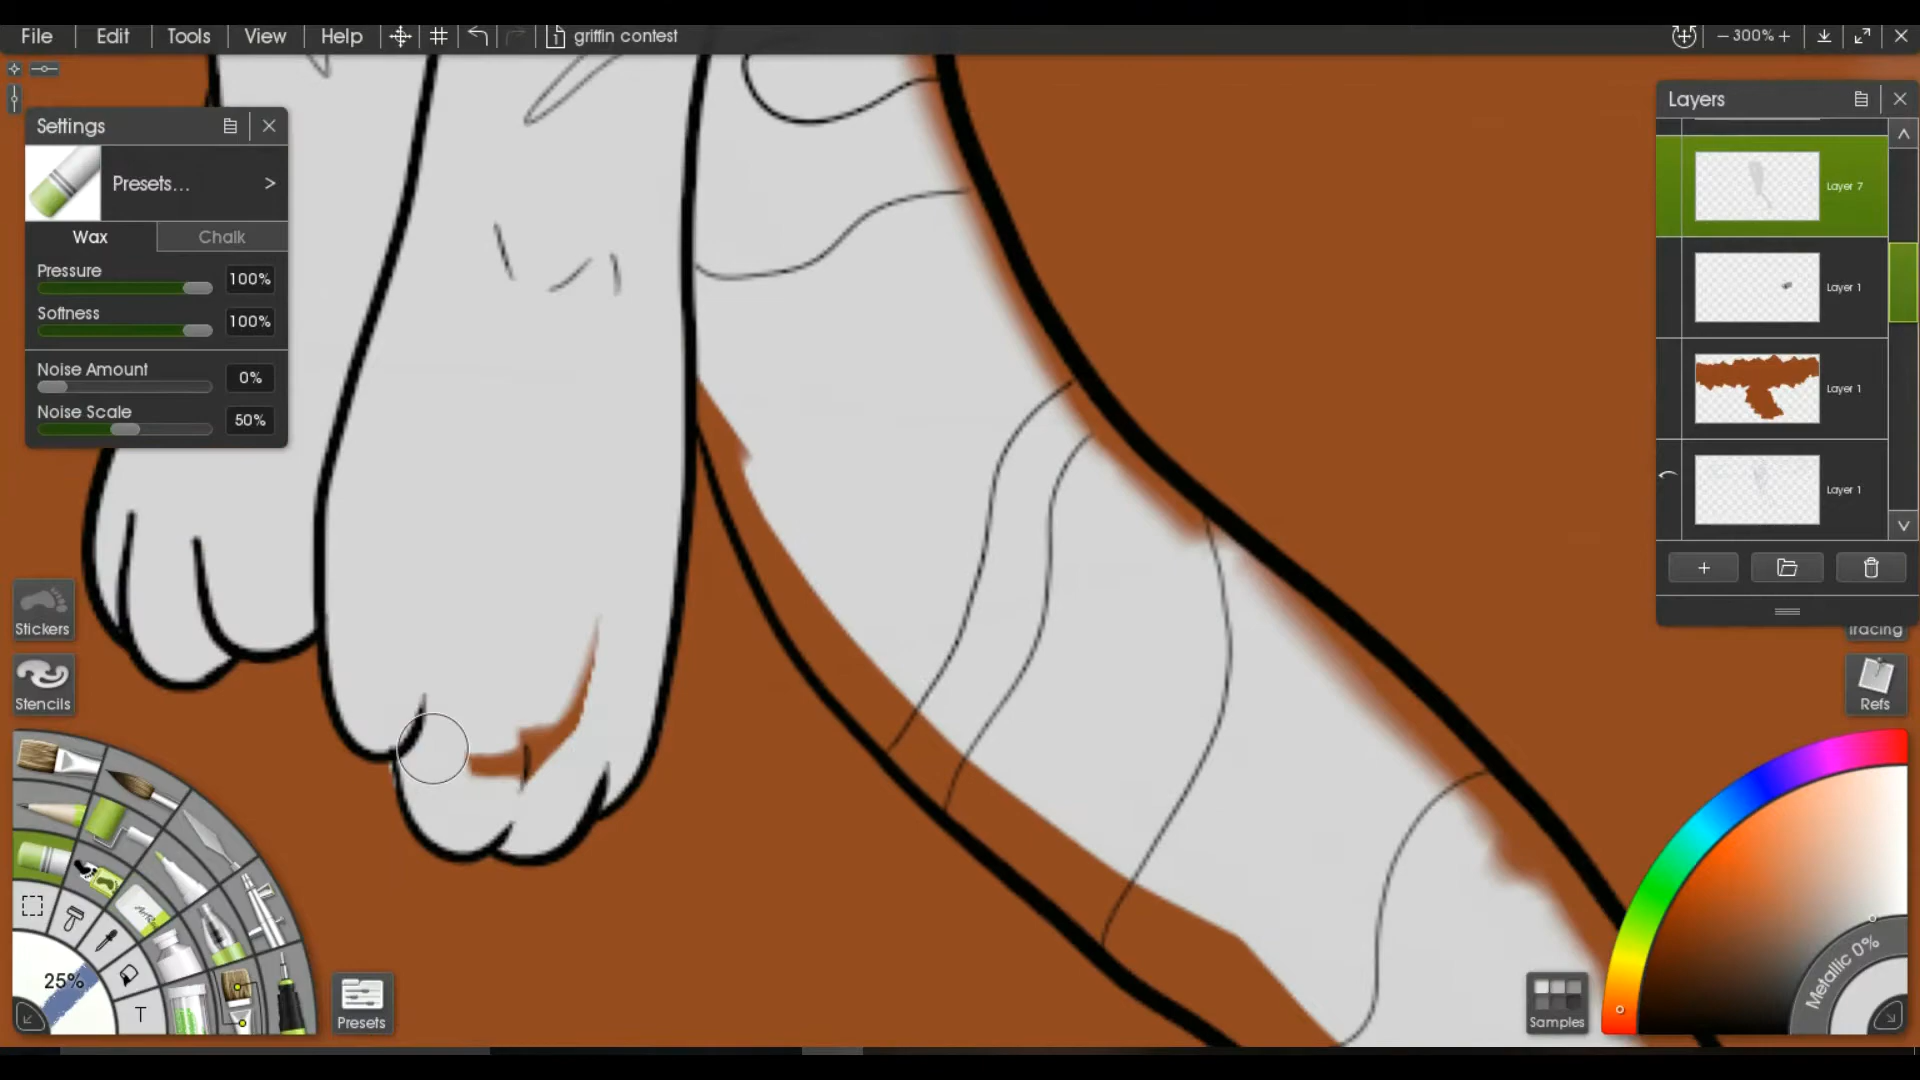 File Edit Tools View Help griffin contest 300%
Settings
Presets... >
Wax Chalk
Pressure 100%
Softness 100%
Noise Amount 0%
Noise Scale 50%
Layers
Layer 7
Layer 1
Layer 1
Layer 1
Stickers
Stencils
25%
T
Presets
Tracing
Refs
Samples
Metallic 0%